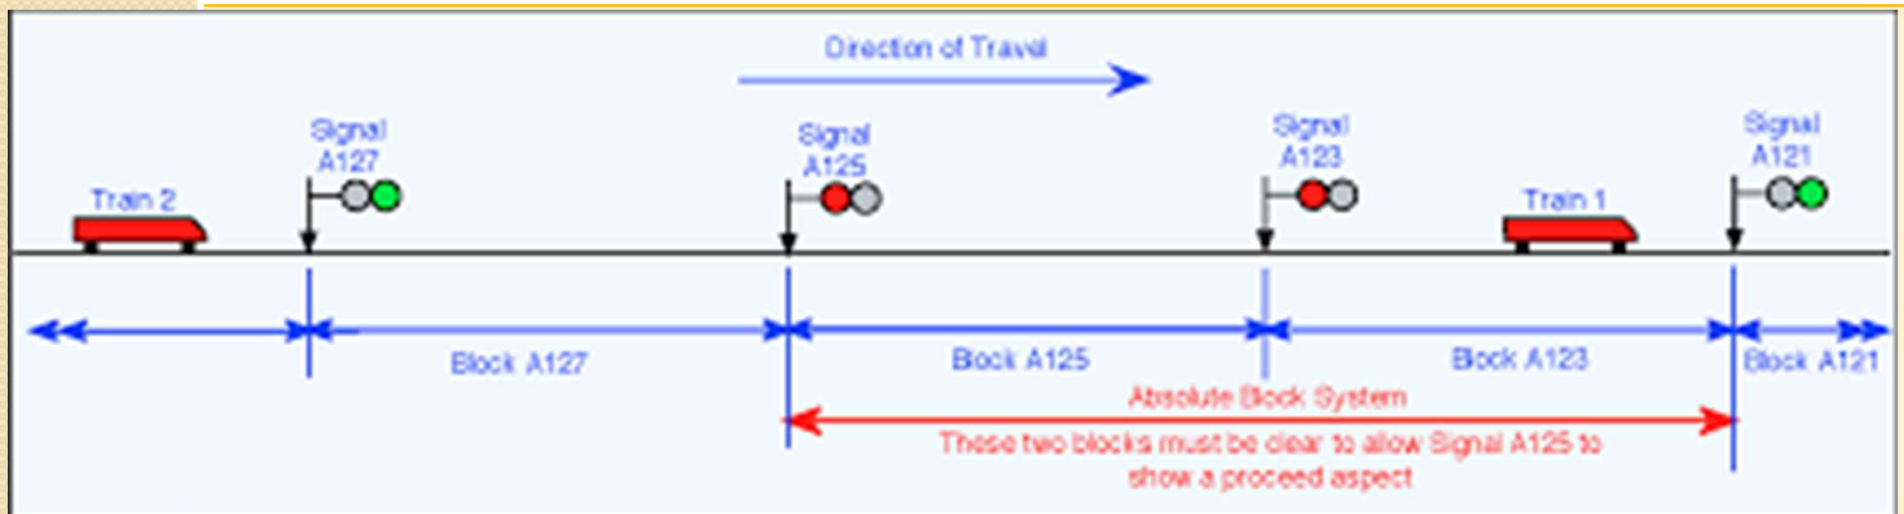 Direction of Travel
Signal
A127
Signal
A125
Signal
A123
Signal
A121
Train 2
Train 1
Block A127
Block A125
Block A123
Block A121
Absolute Block System
These two blocks must be clear to allow Signal A125 to
show a proceed aspect